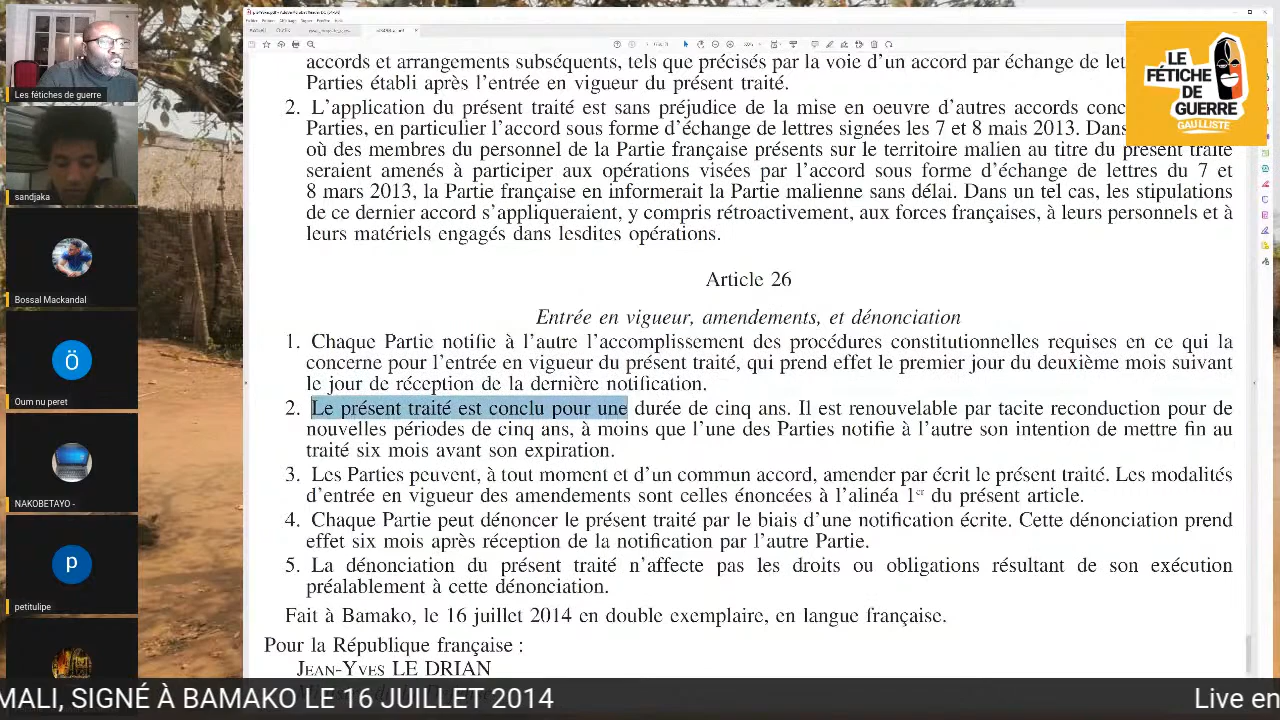 Les fétiches de guerre
sandjaka
Bossal Mackandal
Ö
Oum nu peret
NAKOBETAYO -
p
petitulipe
LE
FÉTICHE
DE
GUERRE
GAULLISTE
accords et arrangements subséquents, tels que précisés par la voie d'un accord par échange de let
Parties établi après l'entrée en vigueur du présent traité.
2. L'application du présent traité est sans préjudice de la mise en oeuvre d'autres accords conc
Parties, en particulier l'accord sous forme d'échange de lettres signées les 7 et 8 mais 2013. Dans
où des membres du personnel de la Partie française présents sur le territoire malien au titre du présent traité
seraient amenés à participer aux opérations visées par l'accord sous forme d'échange de lettres du 7 et
8 mars 2013, la Partie française en informerait la Partie malienne sans délai. Dans un tel cas, les stipulations
de ce dernier accord s'appliqueraient, y compris rétroactivement, aux forces françaises, à leurs personnels et à
leurs matériels engagés dans lesdites opérations.
Article 26
Entrée en vigueur, amendements, et dénonciation
1. Chaque Partie notifie à l'autre l'accomplissement des procédures constitutionnelles requises en ce qui la
concerne pour l'entrée en vigueur du présent traité, qui prend effet le premier jour du deuxième mois suivant
le jour de réception de la dernière notification.
2. Le présent traité est conclu pour une durée de cinq ans. Il est renouvelable par tacite reconduction pour de
nouvelles périodes de cinq ans, à moins que l'une des Parties notifie à l'autre son intention de mettre fin au
traité six mois avant son expiration.
3. Les Parties peuvent, à tout moment et d'un commun accord, amender par écrit le présent traité. Les modalités
d'entrée en vigueur des amendements sont celles énoncées à l'alinéa 1er du présent article.
4. Chaque Partie peut dénoncer le présent traité par le biais d'une notification écrite. Cette dénonciation prend
effet six mois après réception de la notification par l'autre Partie.
5. La dénonciation du présent traité n'affecte pas les droits ou obligations résultant de son exécution
préalablement à cette dénonciation.
Fait à Bamako, le 16 juillet 2014 en double exemplaire, en langue française.
Pour la République française :
JEAN-YVES LE DRIAN
MALI, SIGNÉ À BAMAKO LE 16 JUILLET 2014
Live en